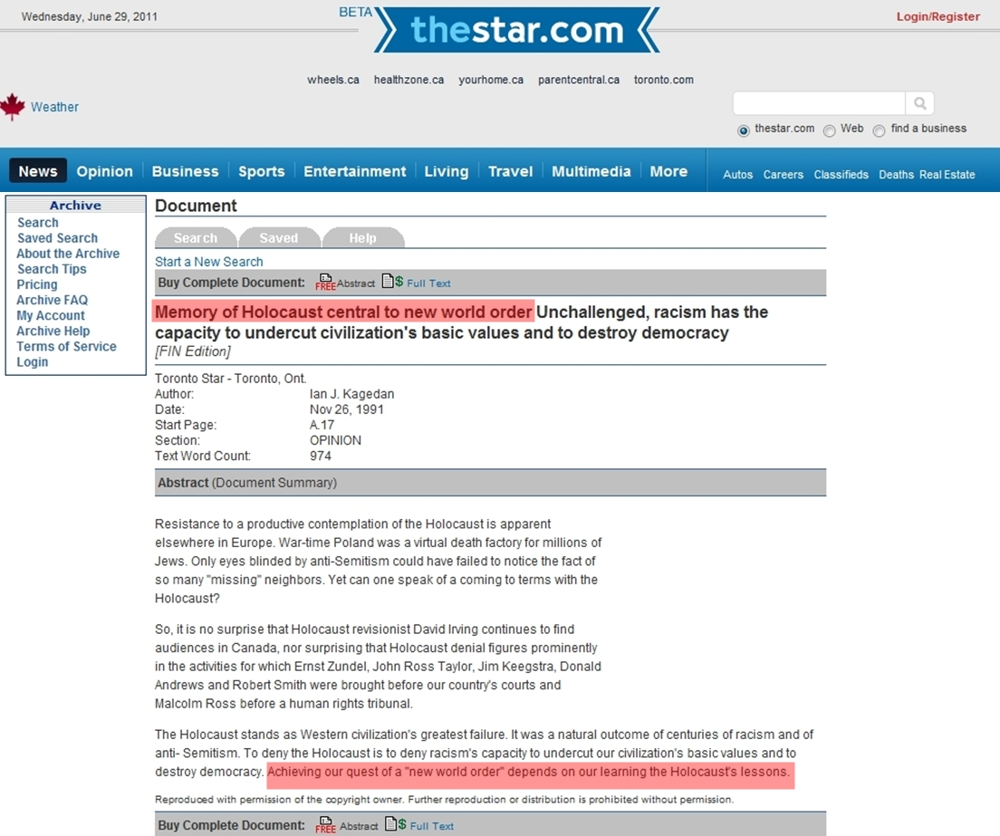 Wednesday, June 29, 2011
BETA thestar.com
Login/Register
wheels.ca healthzone.ca yourhome.ca parentcentral.ca toronto.com
Weather
thestar.com Web find a business
News Opinion Business Sports Entertainment Living Travel Multimedia More Autos Careers Classifieds Deaths Real Estate
Archive
Search
Saved Search
About the Archive
Search Tips
Pricing
Archive FAQ
My Account
Archive Help
Terms of Service
Login
Document
Search Saved Help
Start a New Search
Buy Complete Document: FREE Abstract $ Full Text
Memory of Holocaust central to new world order Unchallenged, racism has the
capacity to undercut civilization's basic values and to destroy democracy
[FIN Edition]
Toronto Star - Toronto, Ont.
Author: Ian J. Kagedan
Date: Nov 26, 1991
Start Page: A.17
Section: OPINION
Text Word Count: 974
Abstract (Document Summary)
Resistance to a productive contemplation of the Holocaust is apparent
elsewhere in Europe. War-time Poland was a virtual death factory for millions of
Jews. Only eyes blinded by anti-Semitism could have failed to notice the fact of
so many "missing" neighbors. Yet can one speak of a coming to terms with the
Holocaust?
So, it is no surprise that Holocaust revisionist David Irving continues to find
audiences in Canada, nor surprising that Holocaust denial figures prominently
in the activities for which Ernst Zundel, John Ross Taylor, Jim Keegstra, Donald
Andrews and Robert Smith were brought before our country's courts and
Malcolm Ross before a human rights tribunal.
The Holocaust stands as Western civilization's greatest failure. It was a natural outcome of centuries of racism and of
anti- Semitism. To deny the Holocaust is to deny racism's capacity to undercut our civilization's basic values and to
destroy democracy. Achieving our quest of a "new world order" depends on our learning the Holocaust's lessons.
Reproduced with permission of the copyright owner. Further reproduction or distribution is prohibited without permission.
Buy Complete Document: FREE Abstract $ Full Text